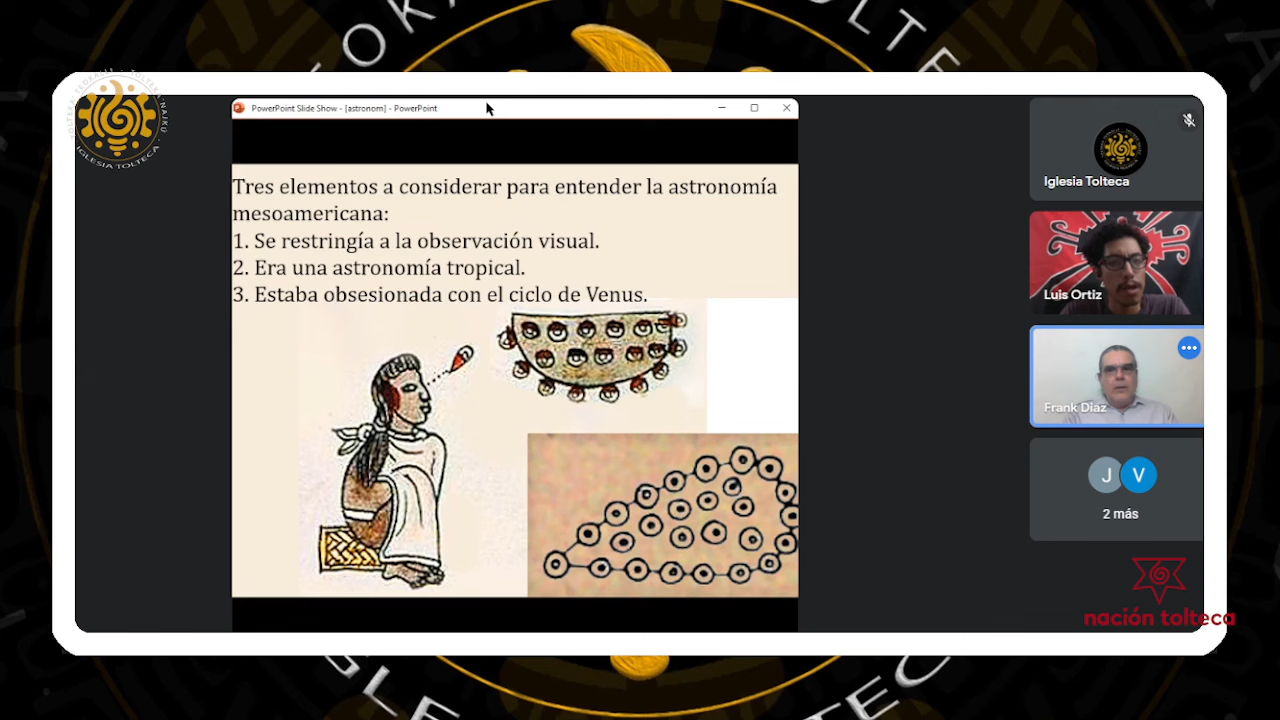 TOLTECA
IGLESIA TOLTECA
PowerPoint Slide Show - [astronom] - PowerPoint
Tres elementos a considerar para entender la astronomía
mesoamericana:
1. Se restringía a la observación visual.
2. Era una astronomía tropical.
3. Estaba obsesionada con el ciclo de Venus.
Iglesia Tolteca
Luis Ortiz
Frank Diaz
J V
2 más
nación tolteca